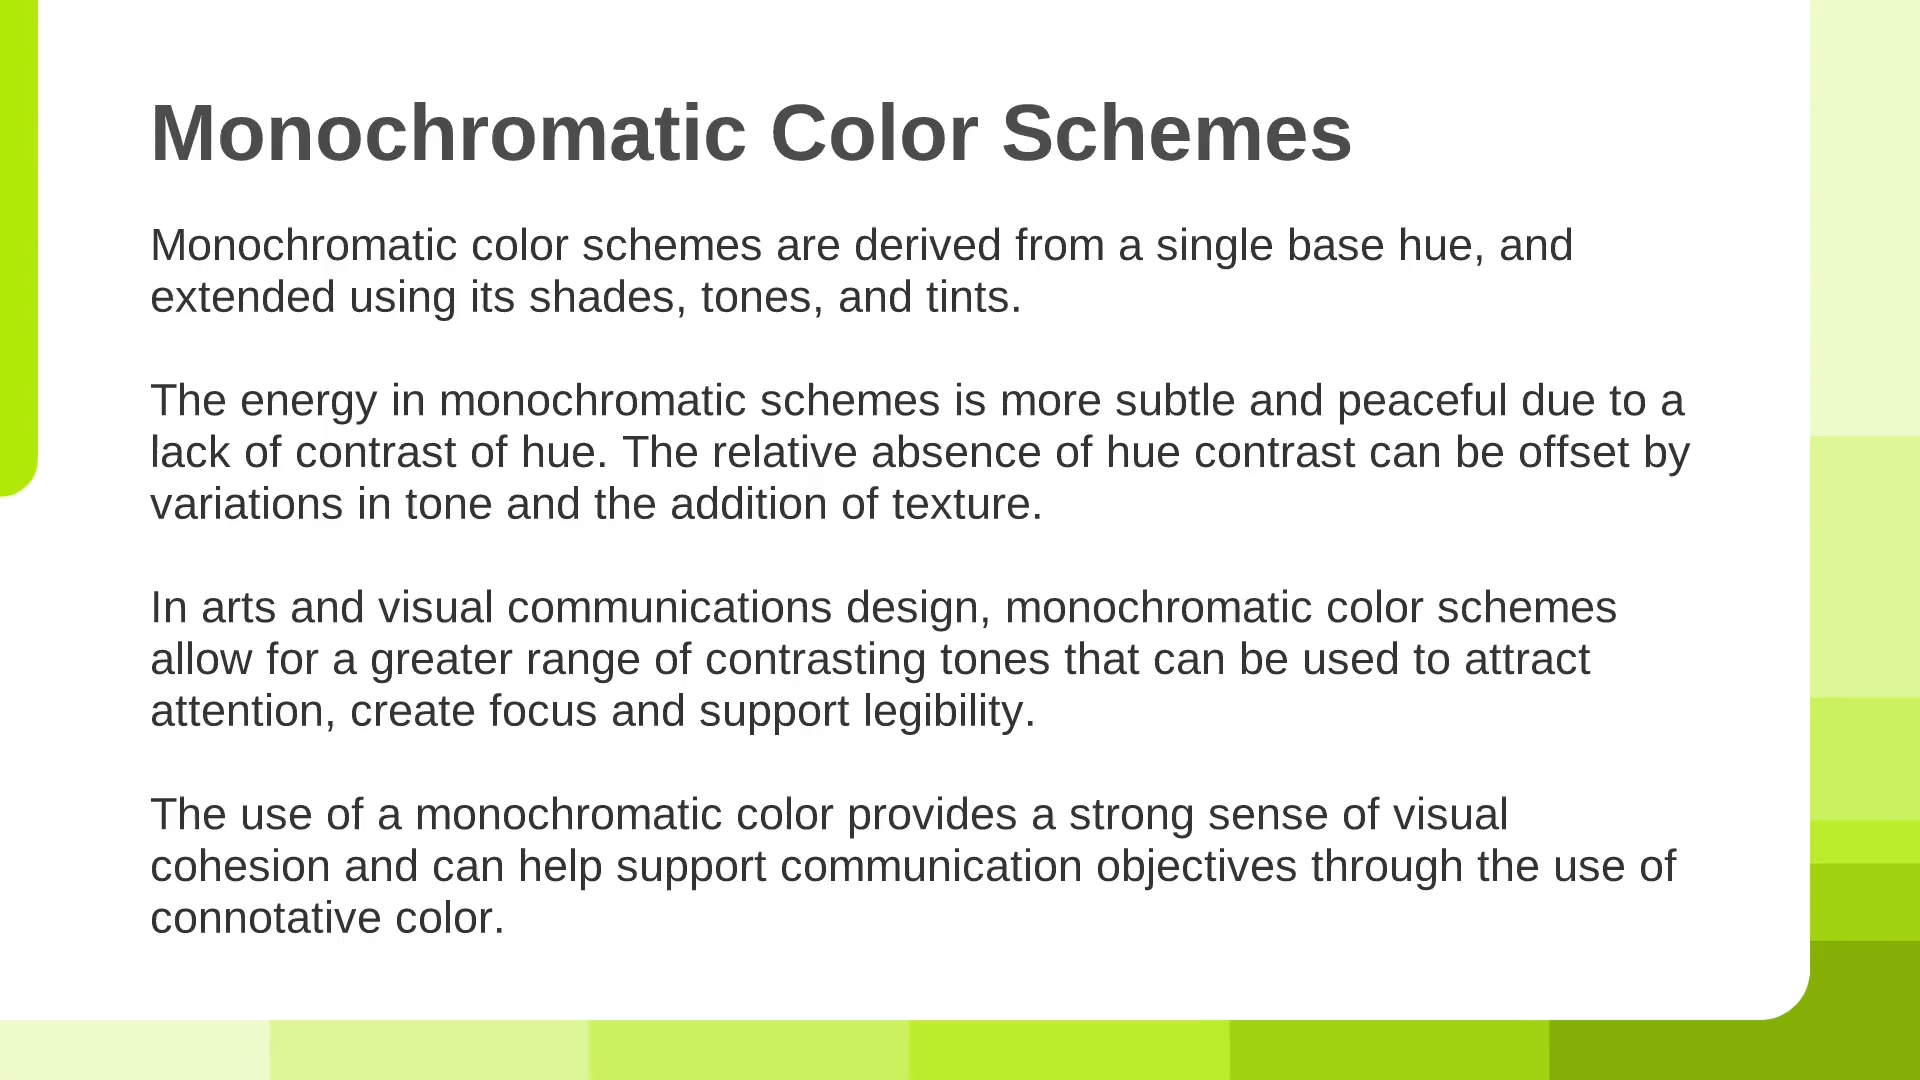 Monochromatic Color Schemes
Monochromatic color schemes are derived from a single base hue, and
extended using its shades, tones, and tints.
The energy in monochromatic schemes is more subtle and peaceful due to a
lack of contrast of hue. The relative absence of hue contrast can be offset by
variations in tone and the addition of texture.
In arts and visual communications design, monochromatic color schemes
allow for a greater range of contrasting tones that can be used to attract
attention, create focus and support legibility.
The use of a monochromatic color provides a strong sense of visual
cohesion and can help support communication objectives through the use of
connotative color.